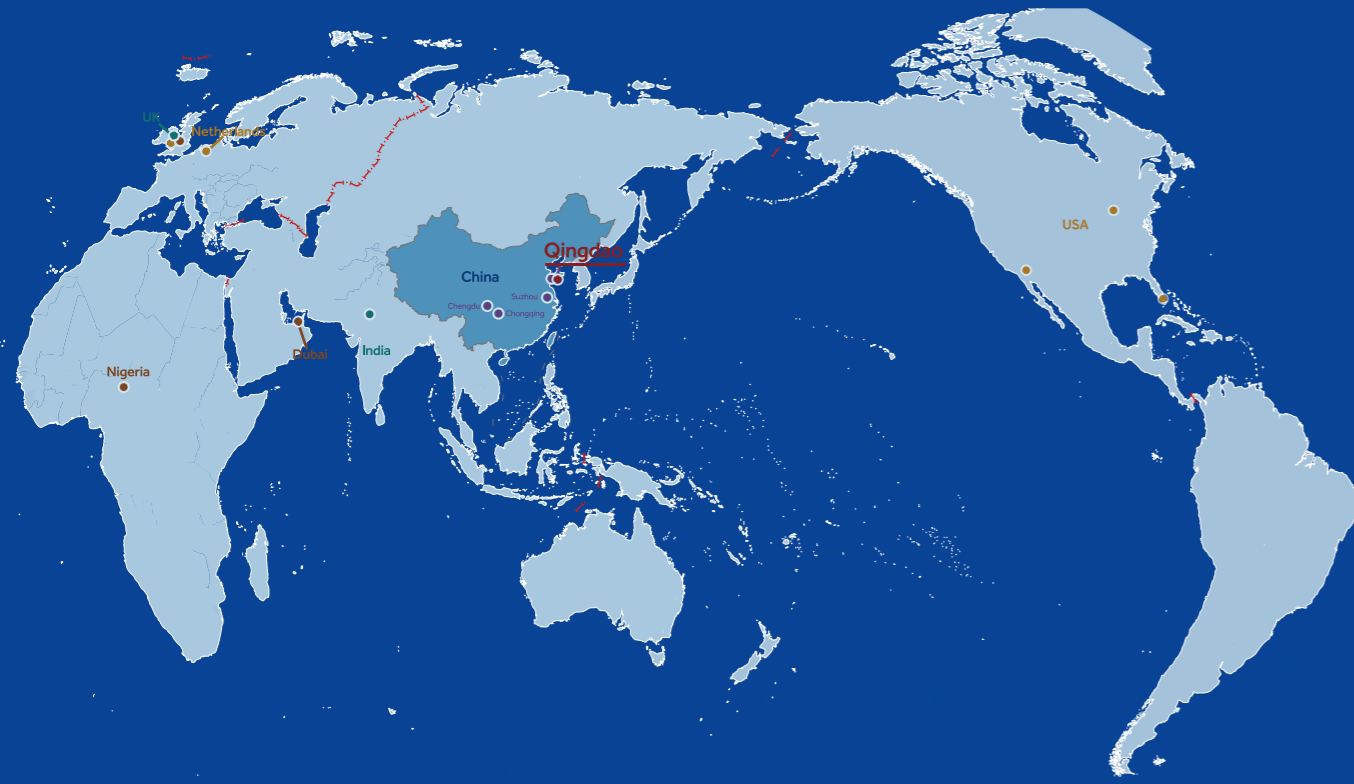 UK
Netherlands
USA
Qingdao
China
Suzhou
Chengdu
Chongqing
India
Dubai
Nigeria